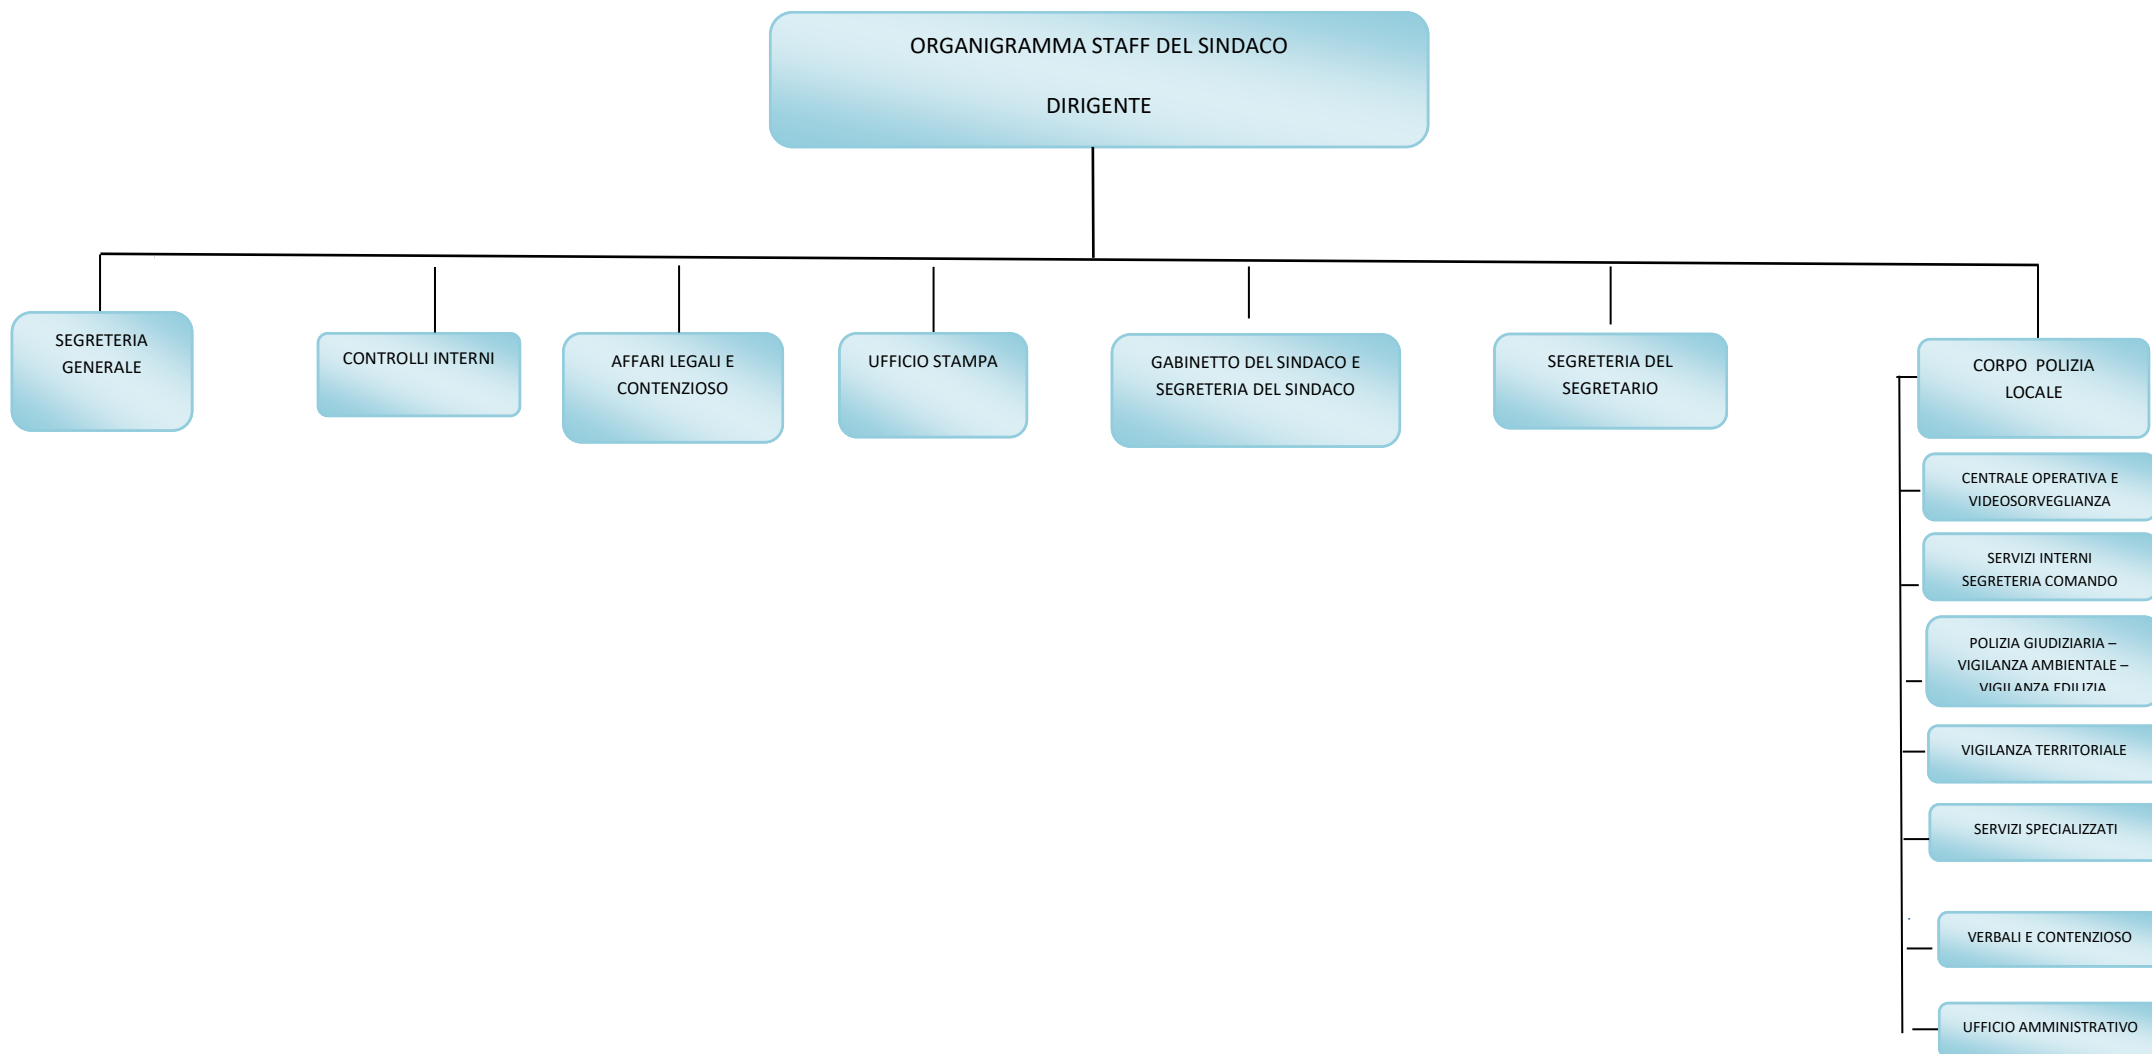 ORGANIGRAMMA STAFF DEL SINDACO
DIRIGENTE
SEGRETERIA
GENERALE
CONTROLLI INTERNI
AFFARI LEGALI E
CONTENZIOSO
UFFICIO STAMPA
GABINETTO DEL SINDACO E
SEGRETERIA DEL SINDACO
SEGRETERIA DEL
SEGRETARIO
CORPO POLIZIA
LOCALE
CENTRALE OPERATIVA E
VIDEOSORVEGLIANZA
SERVIZI INTERNI
SEGRETERIA COMANDO
POLIZIA GIUDIZIARIA –
VIGILANZA AMBIENTALE –
VIGILANZA EDILIZIA
VIGILANZA TERRITORIALE
SERVIZI SPECIALIZZATI
VERBALI E CONTENZIOSO
UFFICIO AMMINISTRATIVO